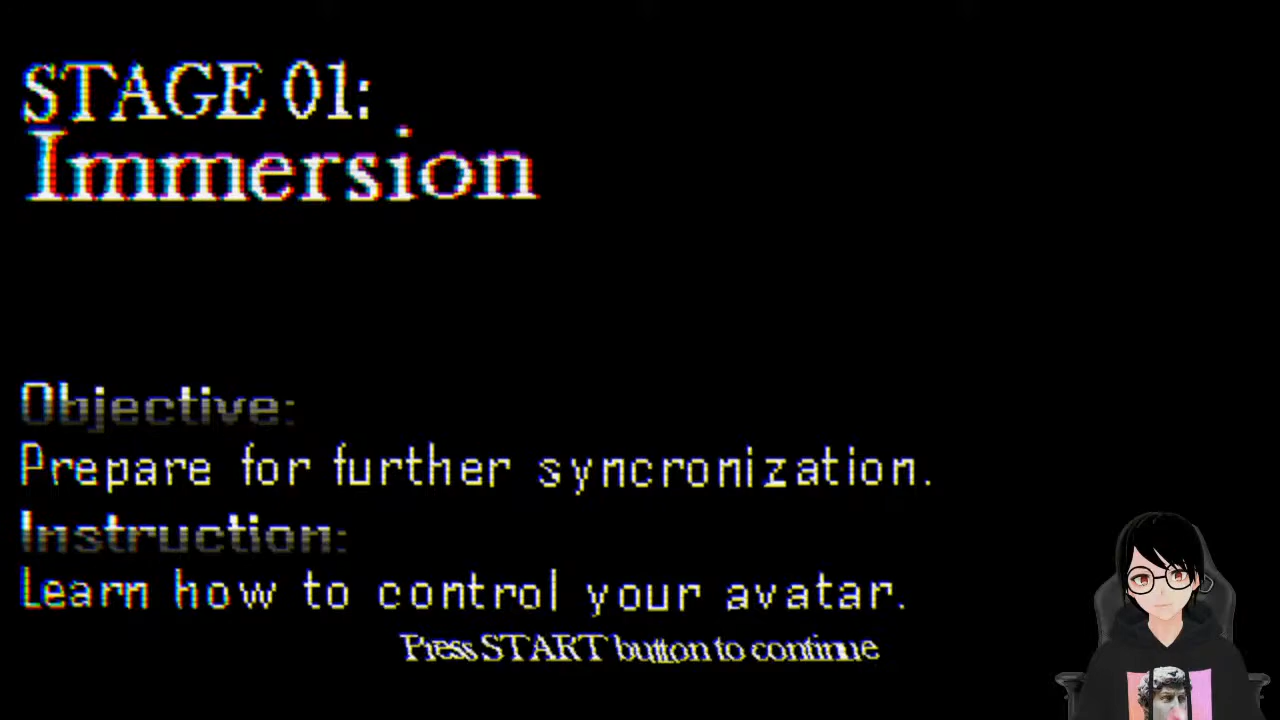 STAGE 01:
Immersion
Objective:
Prepare for further syncronization.
Instruction:
Learn how to control your avatar.
Press START button to continue